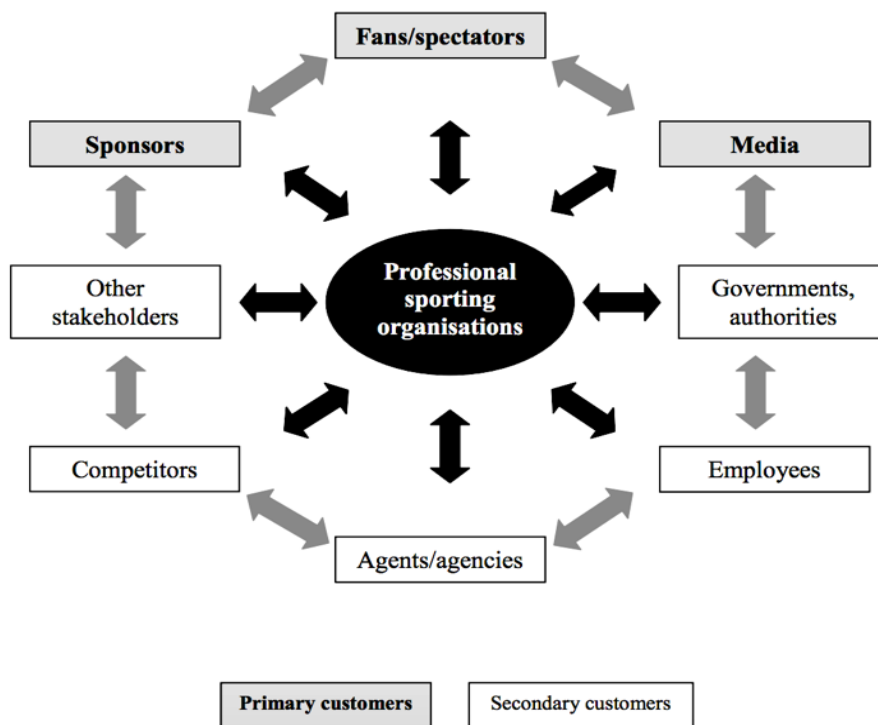 Fans/spectators
Sponsors
Media
Professional
sporting
organisations
Other
stakeholders
Governments,
authorities
Competitors
Employees
Agents/agencies
Primary customers
Secondary customers